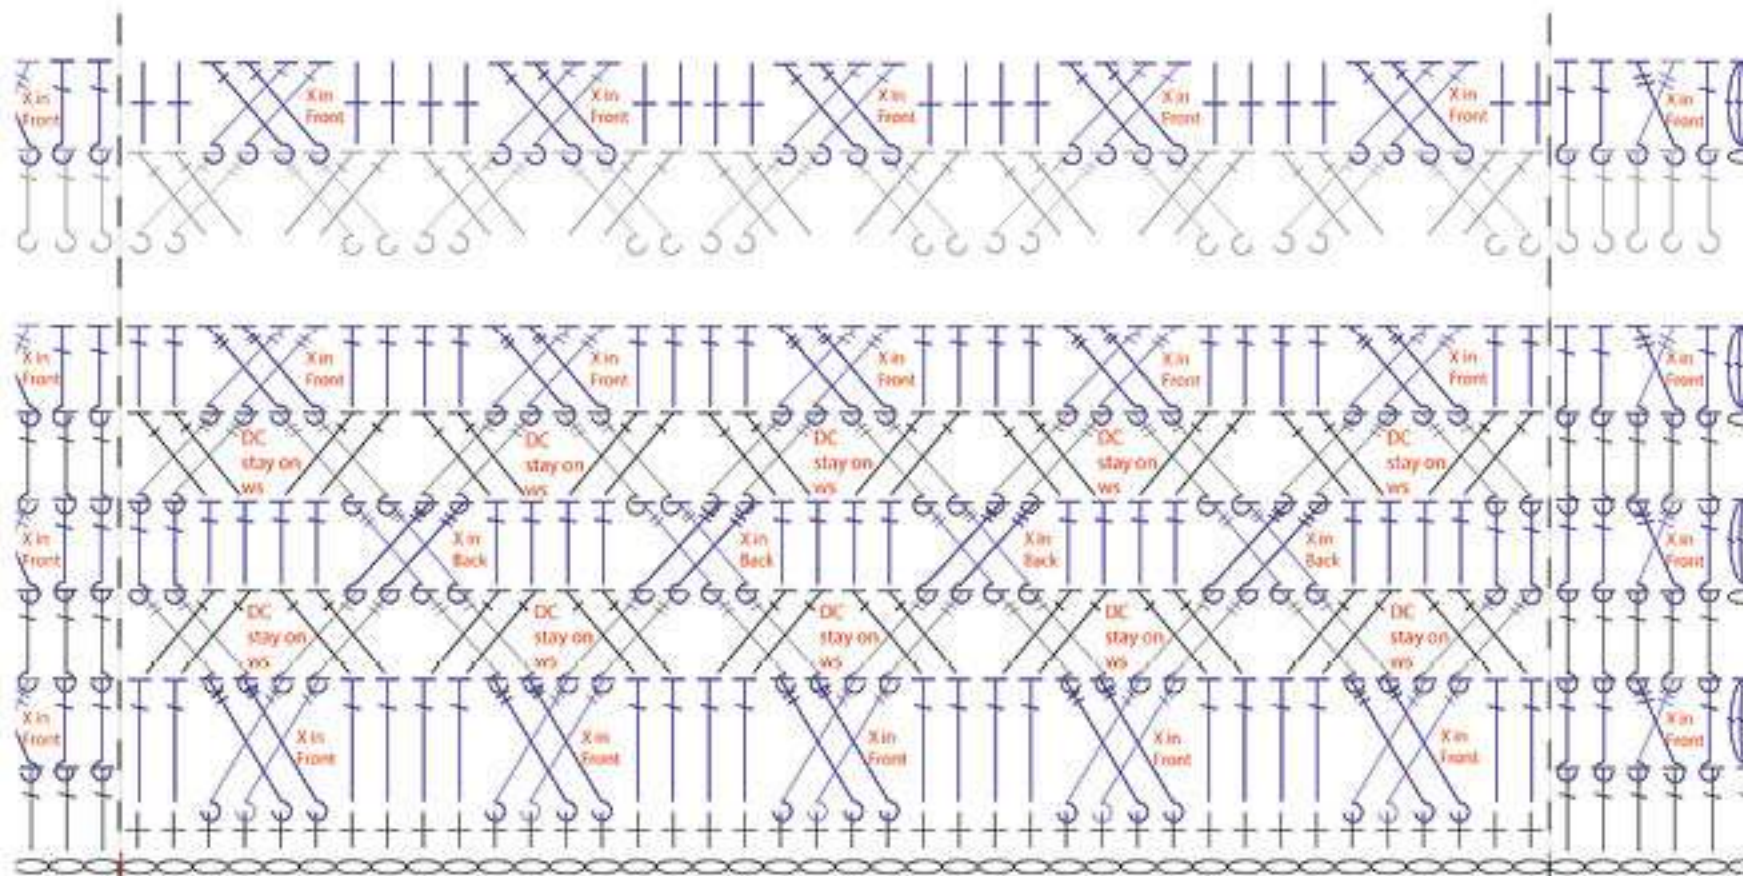 X in
Front
X in
Front
X in
Front
X in
Front
X in
Front
X in
Front
X in
Front
X in
Front
X in
Front
X in
Front
X in
Front
X in
Front
X in
Front
X in
Front
DC
stay on
ws
DC
stay on
ws
DC
stay on
ws
DC
stay on
ws
DC
stay on
ws
X in
Front
X in
Back
X in
Back
X in
Back
X in
Back
X in
Front
DC
stay on
ws
DC
stay on
ws
DC
stay on
ws
DC
stay on
ws
DC
stay on
ws
X in
Front
X in
Front
X in
Front
X in
Front
X in
Front
X in
Front
X in
Front